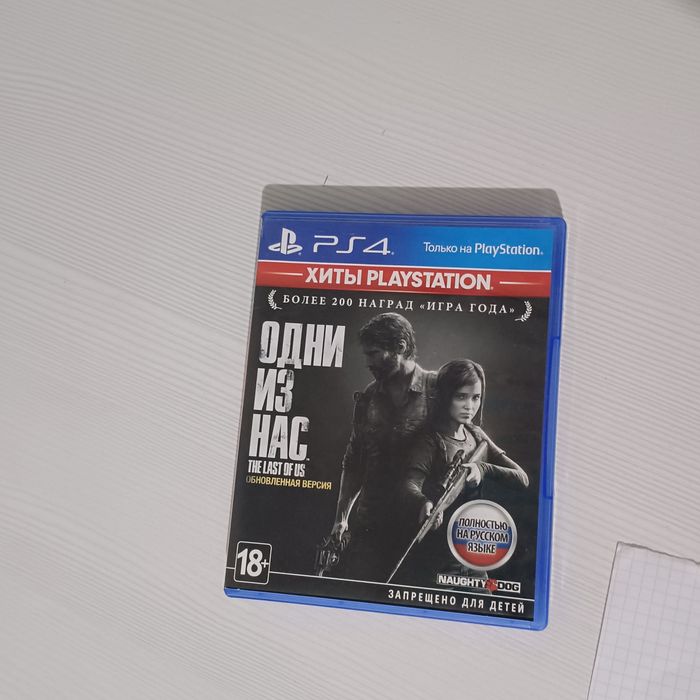 PS4
Только на PlayStation
ХИТЫ PLAYSTATION
БОЛЕЕ 200 НАГРАД «ИГРА ГОДА»
ОДНИ
ИЗ
НАС
THE LAST OF US
ОБНОВЛЕННАЯ ВЕРСИЯ
ПОЛНОСТЬЮ
НА РУССКОМ
ЯЗЫКЕ
18+
NAUGHTY DOG
ЗАПРЕЩЕНО ДЛЯ ДЕТЕЙ